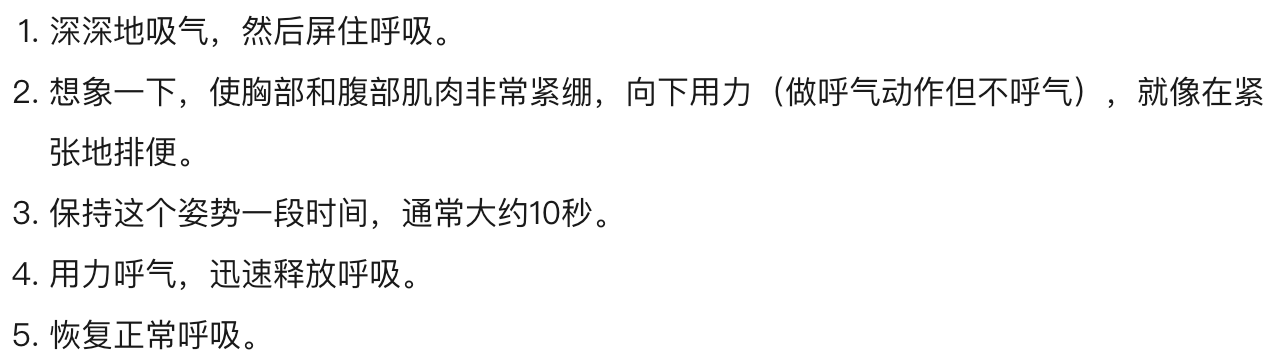 1. 深深地吸气，然后屏住呼吸。
2. 想象一下，使胸部和腹部肌肉非常紧绷，向下用力（做呼气动作但不呼气），就像在紧
张地排便。
3. 保持这个姿势一段时间，通常大约10秒。
4. 用力呼气，迅速释放呼吸。
5. 恢复正常呼吸。